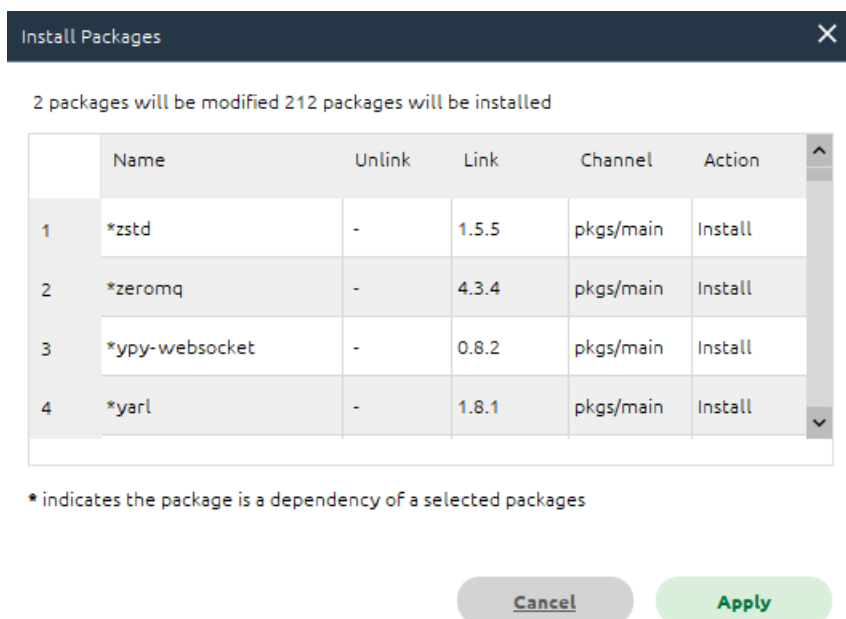 Install Packages
2 packages will be modified 212 packages will be installed
Name Unlink Link Channel Action
1 *zstd - 1.5.5 pkgs/main Install
2 *zeromq - 4.3.4 pkgs/main Install
3 *ypy-websocket - 0.8.2 pkgs/main Install
4 *yarl - 1.8.1 pkgs/main Install
* indicates the package is a dependency of a selected packages
Cancel Apply